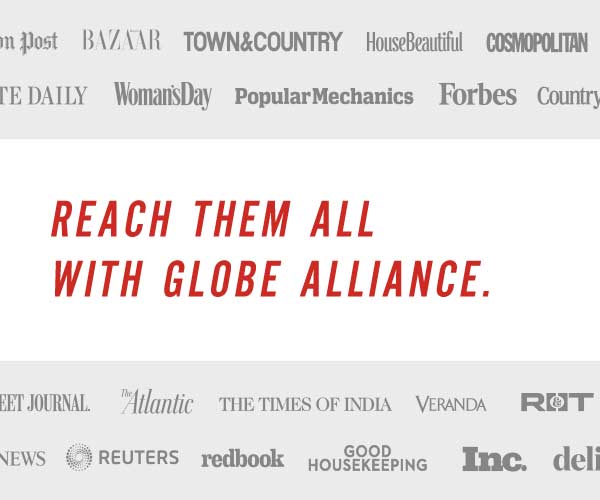 on Post BAZAAR TOWN&COUNTRY HouseBeautiful COSMOPOLITAN
TE DAILY Woman'sDay PopularMechanics Forbes Country
REACH THEM ALL
WITH GLOBE ALLIANCE.
EET JOURNAL. The Atlantic THE TIMES OF INDIA VERANDA R&T
NEWS REUTERS redbook GOOD HOUSEKEEPING Inc. deli